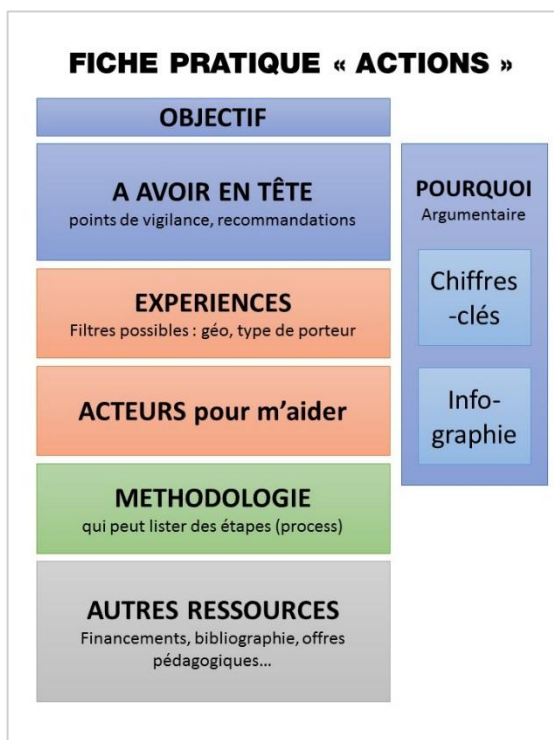 FICHE PRATIQUE « ACTIONS »
OBJECTIF
A AVOIR EN TÊTE
points de vigilance, recommandations
EXPERIENCES
Filtres possibles : géo, type de porteur
ACTEURS pour m’aider
METHODOLOGIE
qui peut lister des étapes (process)
AUTRES RESSOURCES
Financements, bibliographie, offres
pédagogiques...
POURQUOI
Argumentaire
Chiffres
-clés
Info-
graphie